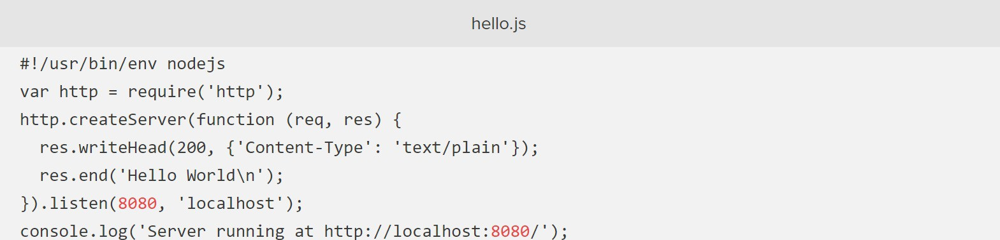 hello.js
#!/usr/bin/env nodejs
var http = require('http');
http.createServer(function (req, res) {
  res.writeHead(200, {'Content-Type': 'text/plain'});
  res.end('Hello World\n');
}).listen(8080, 'localhost');
console.log('Server running at http://localhost:8080/');